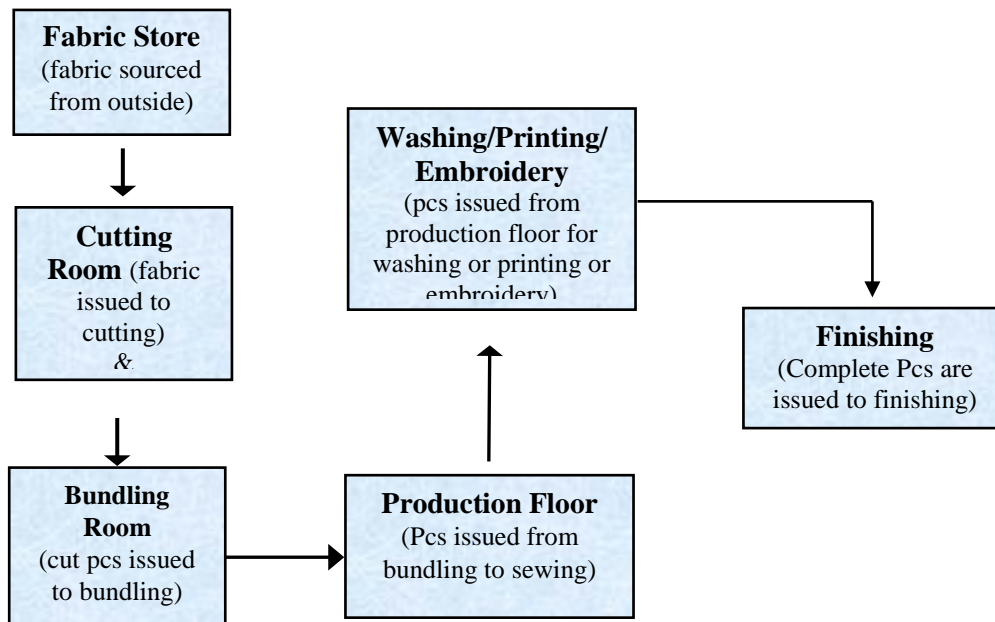 Fabric Store
(fabric sourced
from outside)
Cutting
Room (fabric
issued to
cutting)
&
Bundling
Room
(cut pcs issued
to bundling)
Production Floor
(Pcs issued from
bundling to sewing)
Washing/Printing/
Embroidery
(pcs issued from
production floor for
washing or printing or
embroidery)
Finishing
(Complete Pcs are
issued to finishing)